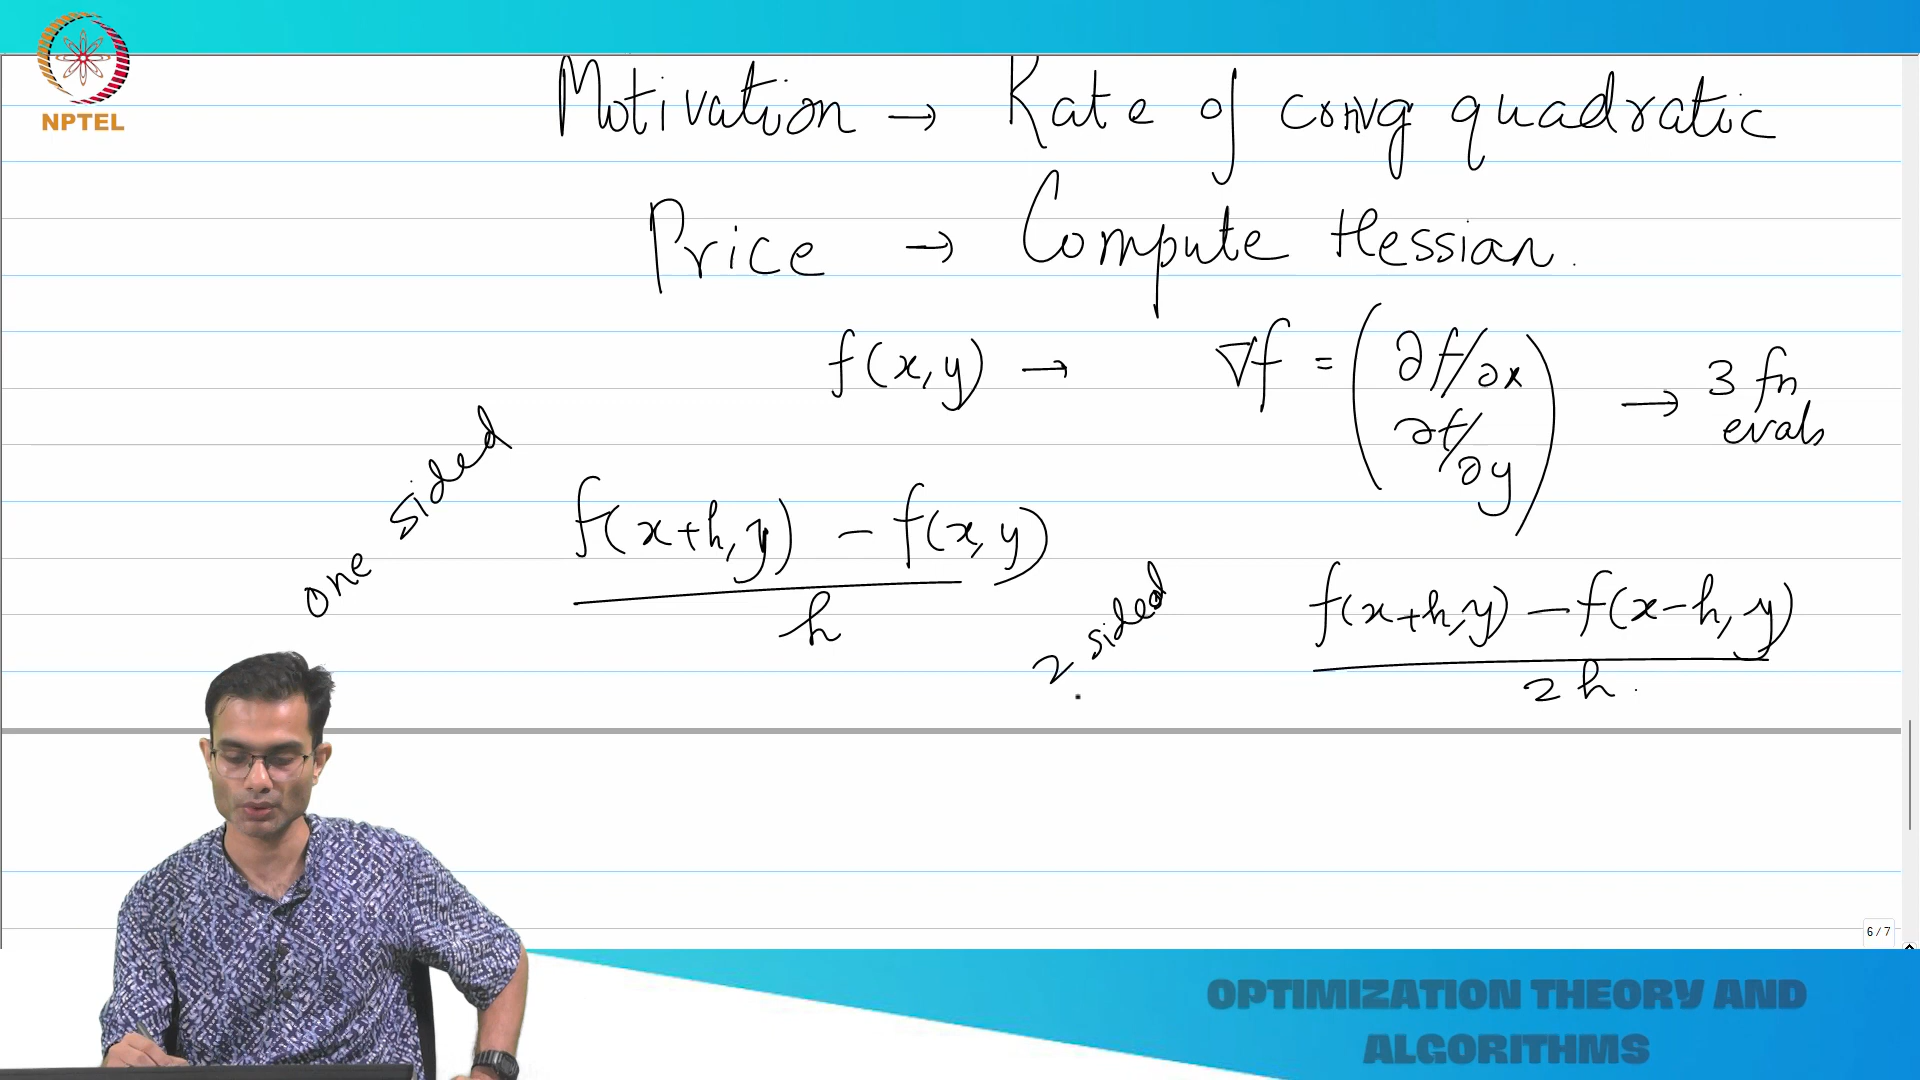 NPTEL
Motivation → Rate of convg quadratic
Price → Compute Hessian.
f(x,y) → ∇f = (∂f/∂x ∂f/∂y) → 3 fn evals
one sided
f(x+h,y) - f(x,y)
h
2 sided
f(x+h,y) - f(x-h,y)
2h.
6 / 7
OPTIMIZATION THEORY AND
ALGORITHMS